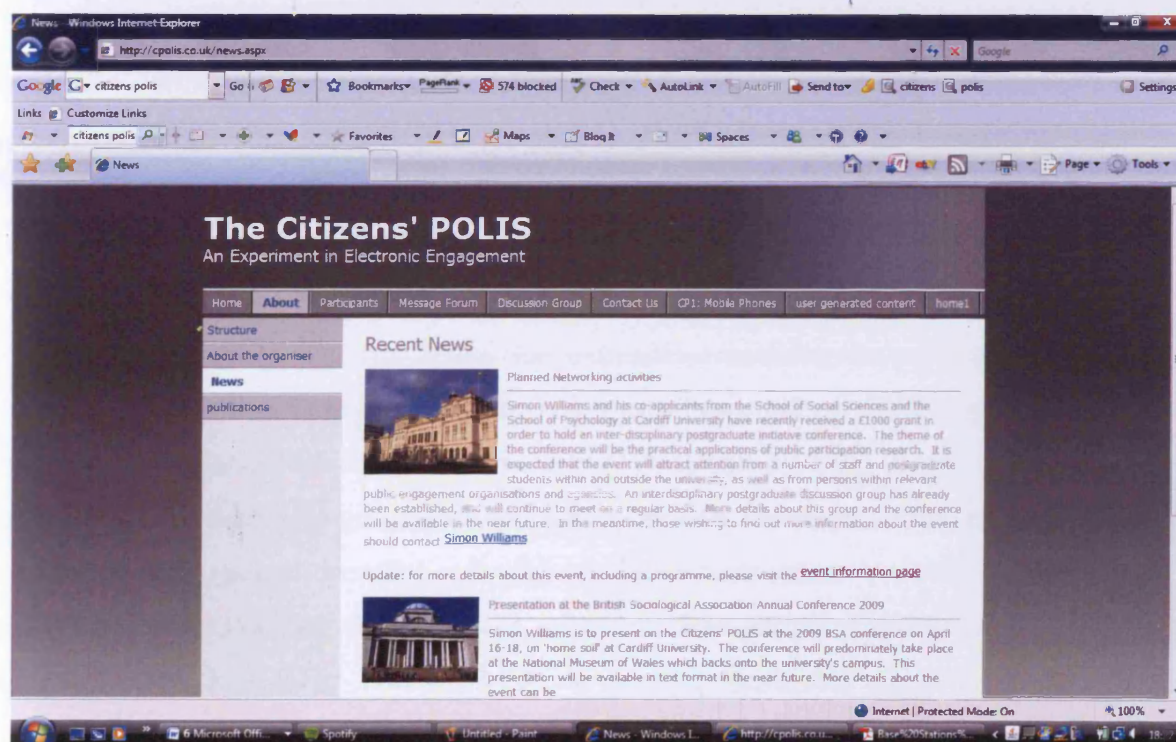 News - Windows Internet Explorer
http://cpolis.co.uk/news.aspx
Google
Google citizens polis Go Bookmarks PageRank 574 blocked Check AutoLink AutoFill Send to citizens polis Settings
Links Customize Links
citizens polis Favorites Maps Blog It Spaces
News Page Tools
The Citizens' POLIS
An Experiment in Electronic Engagement
Home About Participants Message Forum Discussion Group Contact Us CP1: Mobile Phones user generated content home1
Structure
About the organiser
News
publications
Recent News
Planned Networking activities
Simon Williams and his co-applicants from the School of Social Sciences and the
School of Psychology at Cardiff University have recently received a £1000 grant in
order to hold an inter-disciplinary postgraduate initiative conference. The theme of
the conference will be the practical applications of public participation research. It is
expected that the event will attract attention from a number of staff and postgraduate
students within and outside the university, as well as from persons within relevant
public engagement organisations and agencies. An interdisciplinary postgraduate discussion group has already
been established, and will continue to meet on a regular basis. More details about this group and the conference
will be available in the near future. In the meantime, those wishing to find out more information about the event
should contact Simon Williams
Update: for more details about this event, including a programme, please visit the event information page
Presentation at the British Sociological Association Annual Conference 2009
Simon Williams is to present on the Citizens' POLIS at the 2009 BSA conference on April
16-18, on 'home soil' at Cardiff University. The conference will predominately take place
at the National Museum of Wales which backs onto the university's campus. This
presentation will be available in text format in the near future. More details about the
event can be
Internet | Protected Mode: On 100%
6 Microsoft Offi... Spotify Untitled - Paint News - Windows I... http://cpolis.co.u... Base%20Stations%... 18: